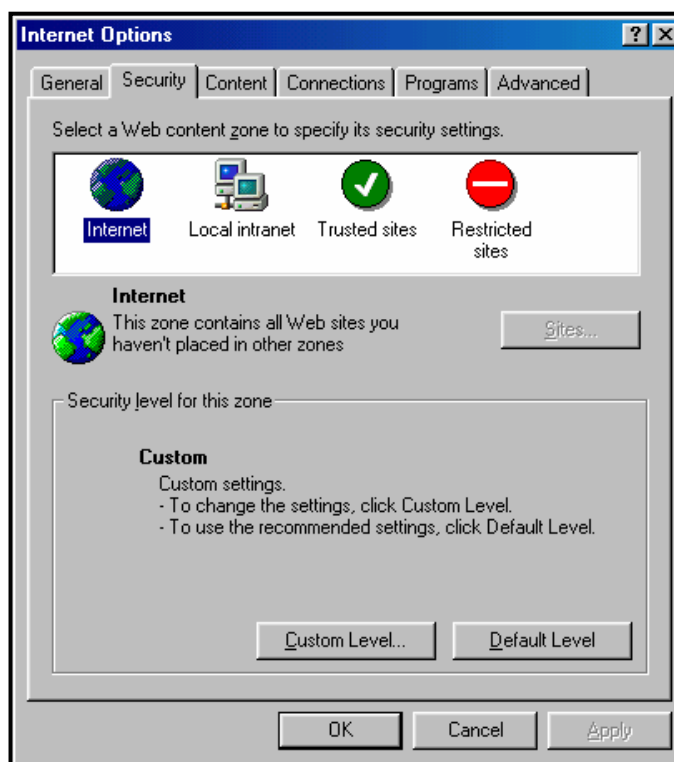 Internet Options
General Security Content Connections Programs Advanced
Select a Web content zone to specify its security settings.
Internet Local intranet Trusted sites Restricted
sites
Internet
This zone contains all Web sites you
haven't placed in other zones
Sites...
Security level for this zone
Custom
Custom settings.
- To change the settings, click Custom Level.
- To use the recommended settings, click Default Level.
Custom Level... Default Level
OK Cancel Apply